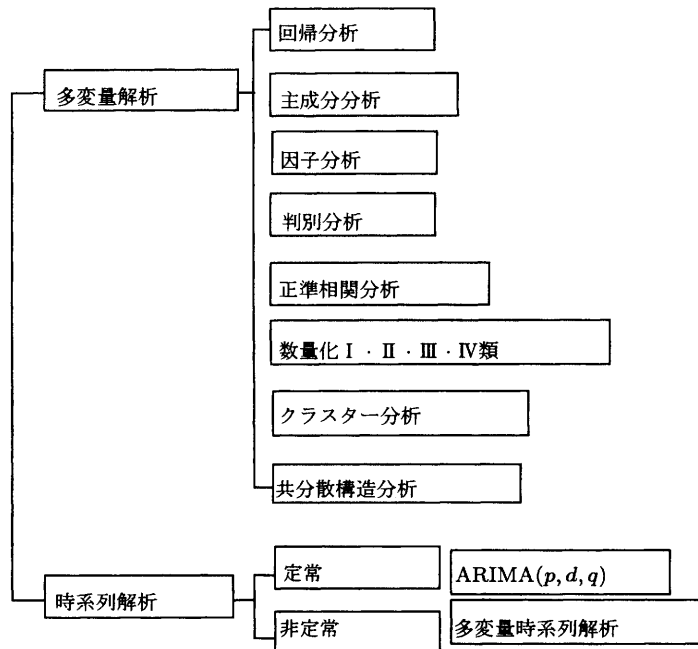 回帰分析
多変量解析
主成分分析
因子分析
判別分析
正準相関分析
数量化 I・II・III・IV類
クラスター分析
共分散構造分析
定常
ARIMA(p, d, q)
時系列解析
非定常
多変量時系列解析